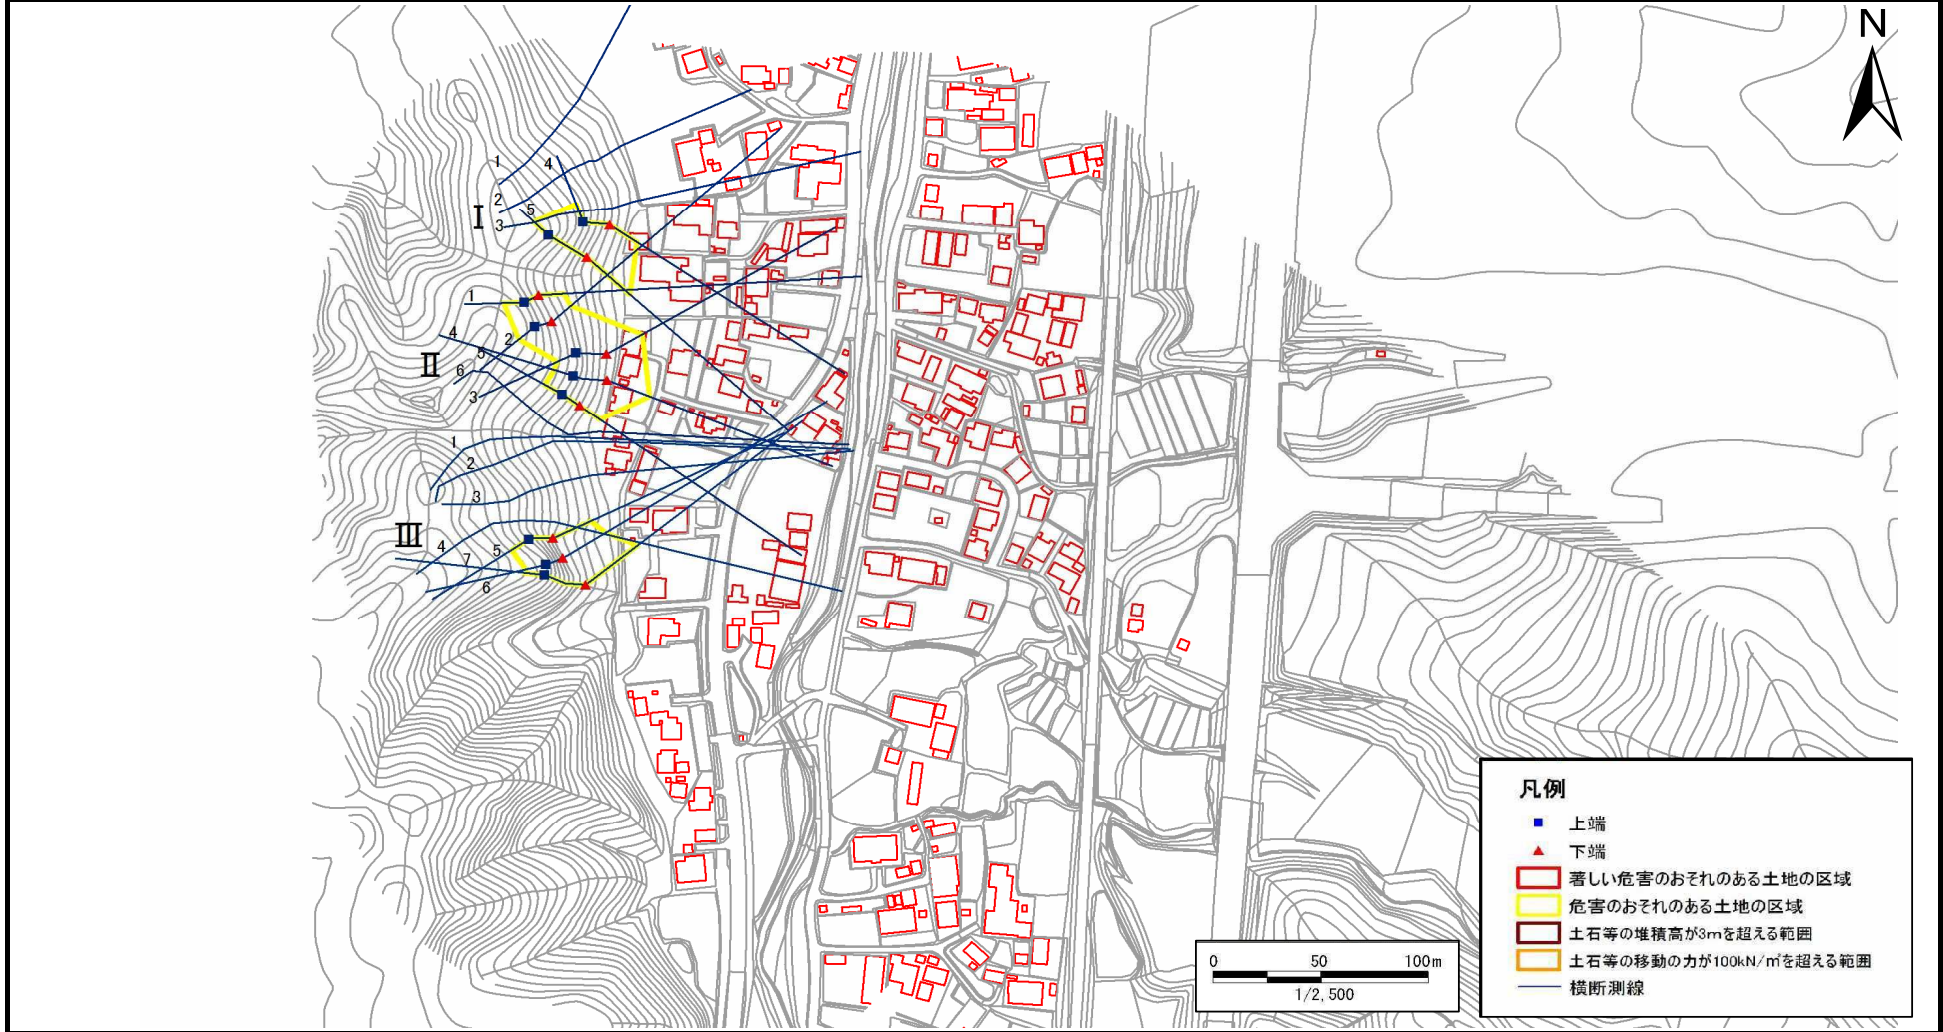 N
1
4
2
5
Ⅰ
3
1
4
2
5
Ⅱ
6
3
1
2
3
Ⅲ
4
5
7
6
凡例
上端
下端
著しい危害のおそれのある土地の区域
危害のおそれのある土地の区域
土石等の堆積高が3mを超える範囲
土石等の移動の力が100kN/㎡を超える範囲
横断測線
0 50 100m
1/2,500